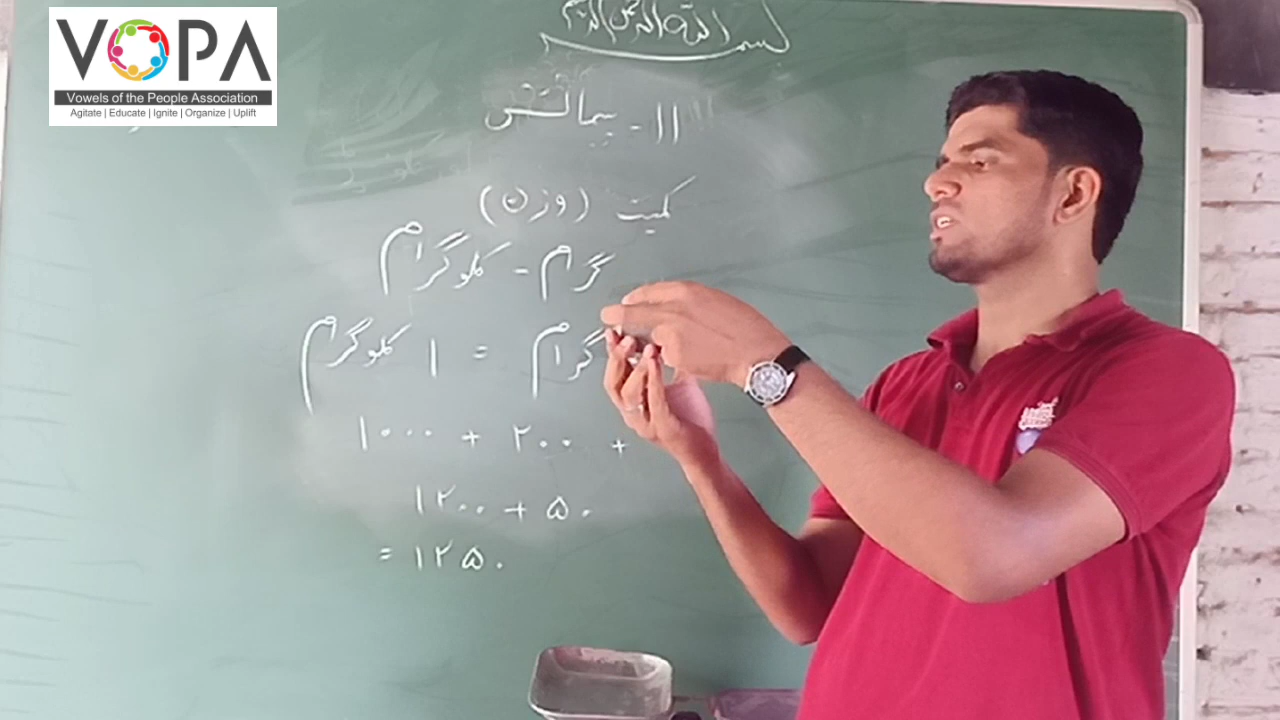 VOPA
Vowels of the People Association
Agitate | Educate | Ignite | Organize | Uplift
بسم اللہ الرحمن الرحیم
۱۱ - پیمائش
کمیت (وزن)
گرام - کلوگرام
گرام = ۱ کلوگرام
۱۰۰۰ + ۲۰۰ +
۱۲۰۰ + ۵۰
= ۱۲۵۰